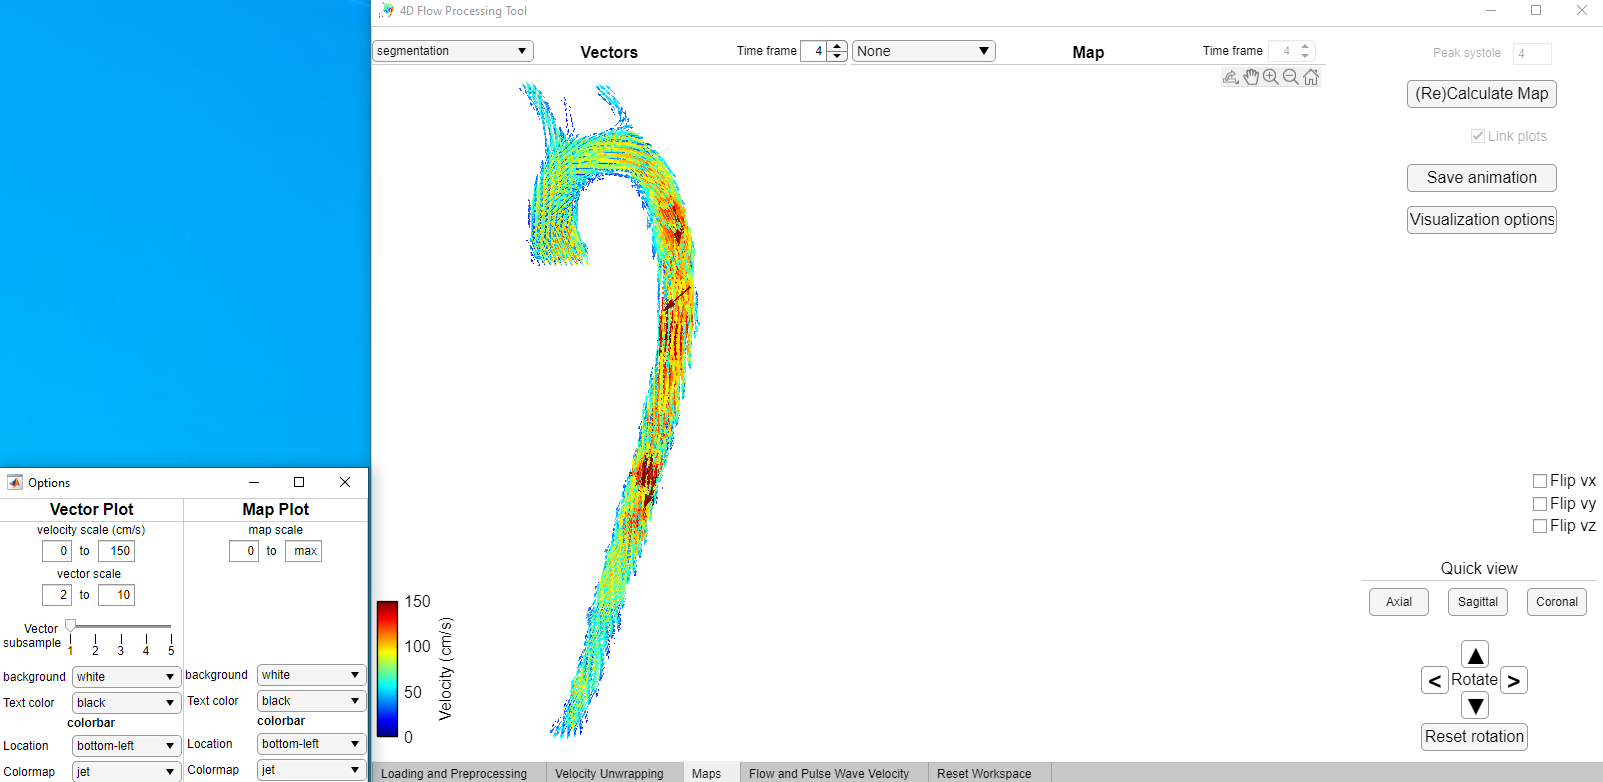 4D Flow Processing Tool
segmentation
Vectors
Time frame 4
None
Map
Time frame 4
Peak systole 4
(Re)Calculate Map
Link plots
Save animation
Visualization options
Flip vx
Flip vy
Flip vz
Quick view
Axial Sagittal Coronal
▲
< Rotate >
▼
Reset rotation
150
100
50
0
Velocity (cm/s)
Options
Vector Plot
velocity scale (cm/s)
0 to 150
vector scale
2 to 10
Vector
subsample
1 2 3 4 5
background white
Text color black
colorbar
Location bottom-left
Colormap jet
Map Plot
map scale
0 to max
background white
Text color black
colorbar
Location bottom-left
Colormap jet
Loading and Preprocessing Velocity Unwrapping Maps Flow and Pulse Wave Velocity Reset Workspace